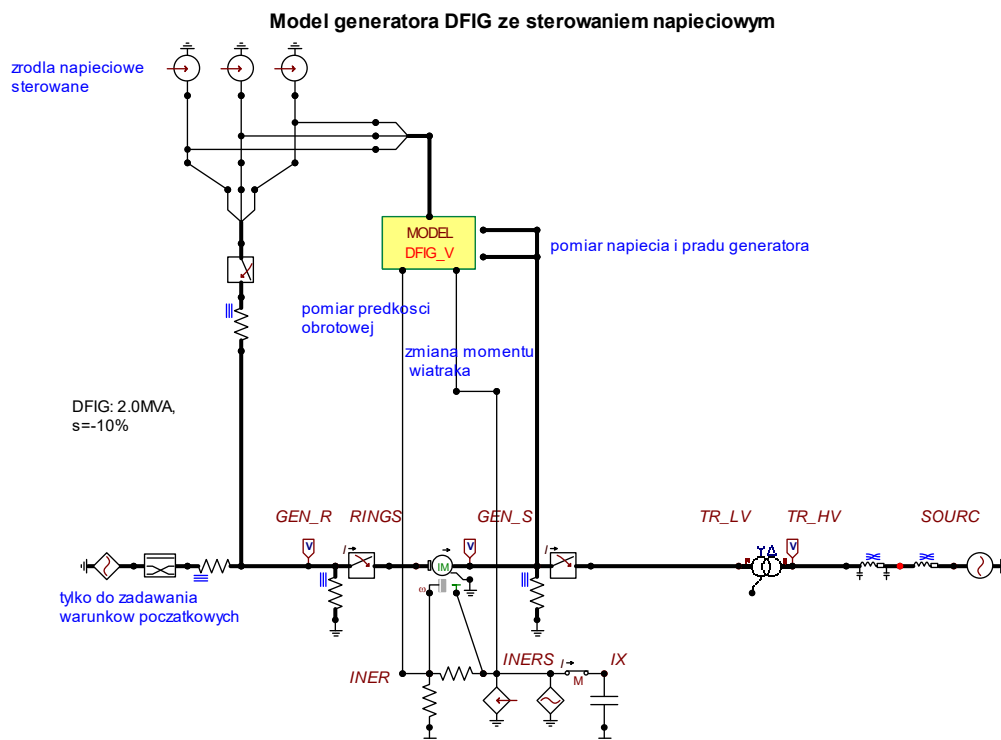 Model generatora DFIG ze sterowaniem napieciowym
zrodla napieciowe
sterowane
MODEL
DFIG_V
pomiar napiecia i pradu generatora
pomiar predkosci
obrotowej
zmiana momentu
wiatraka
DFIG: 2.0MVA,
s=-10%
GEN_R
RINGS
GEN_S
TR_LV
TR_HV
SOURC
V
V
V
I
I
IM
Y Δ
ω
T
tylko do zadawania
warunkow poczatkowych
INER
INERS
I
IX
M